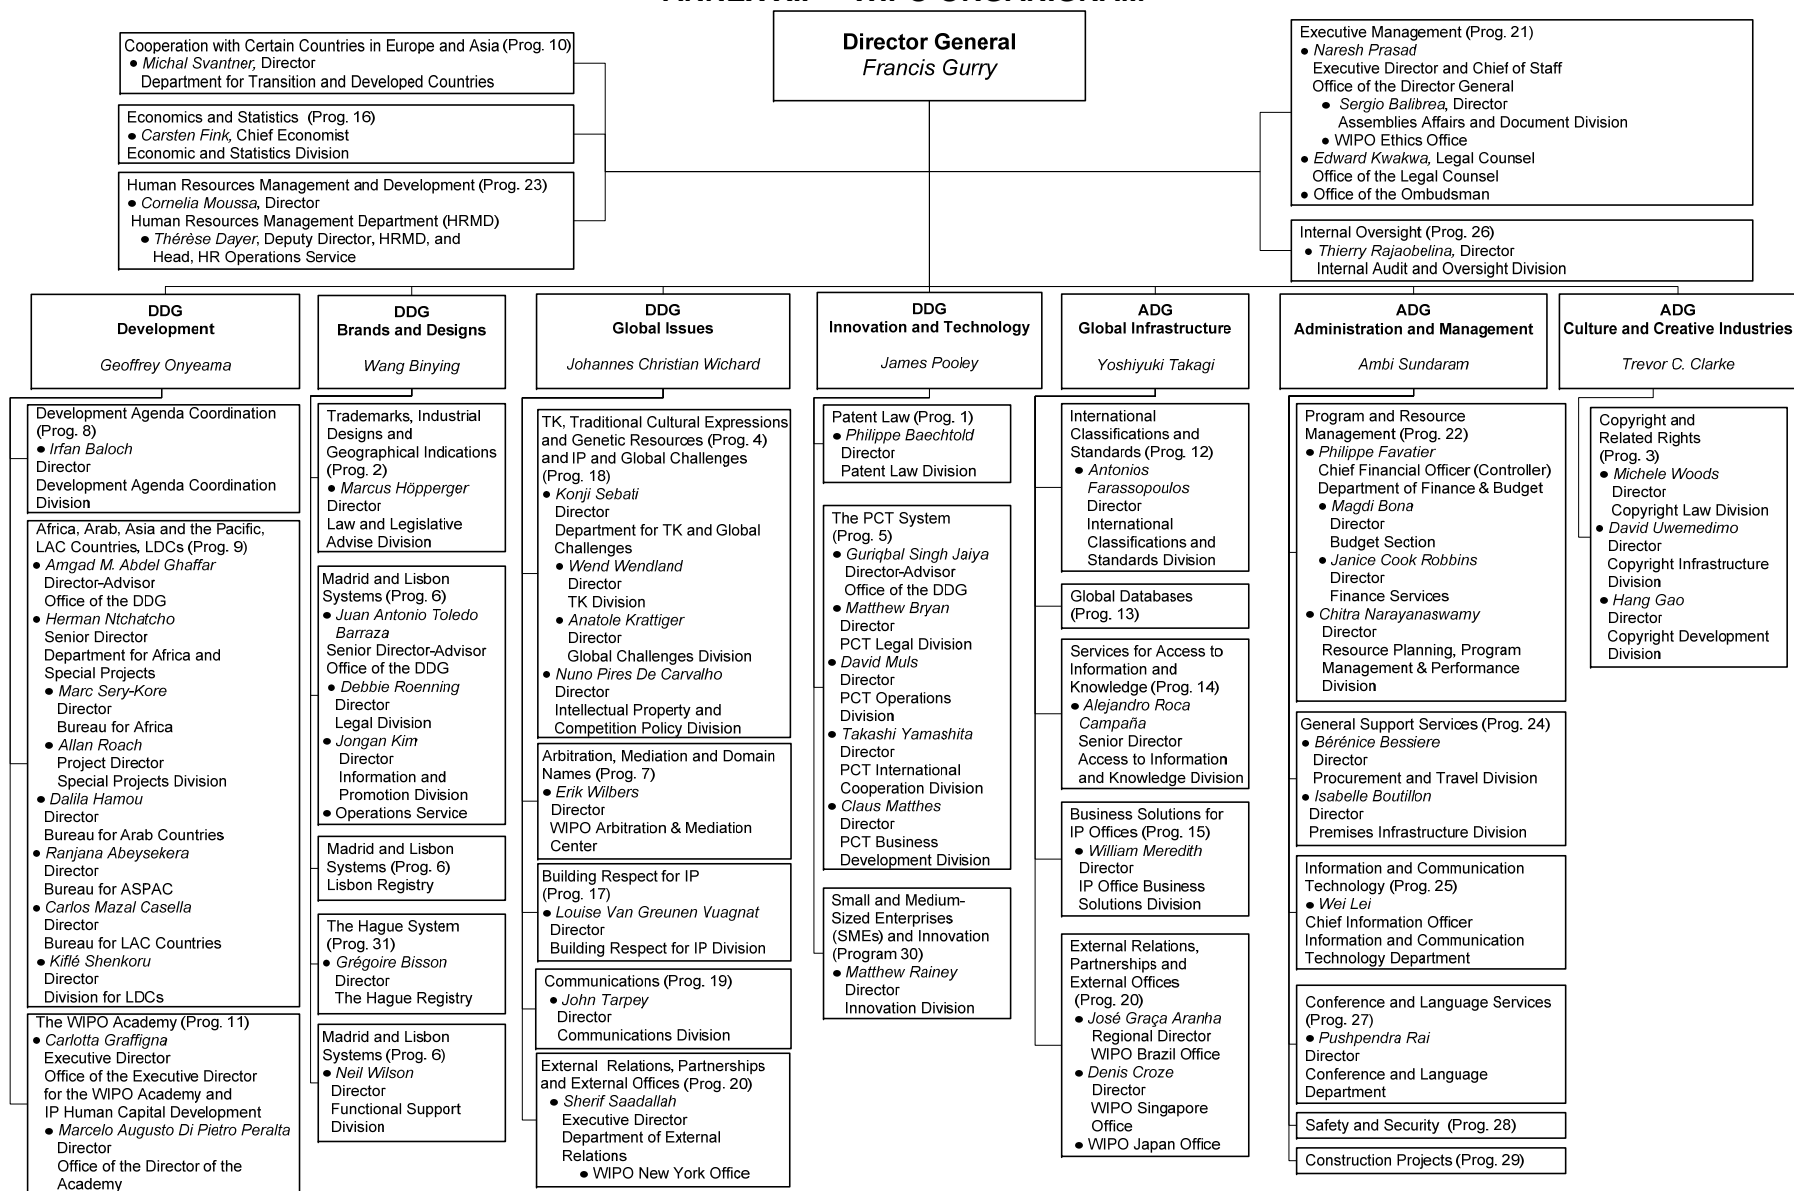 Director General
Francis Gurry
Cooperation with Certain Countries in Europe and Asia (Prog. 10)
● Michal Svantner, Director
Department for Transition and Developed Countries
Economics and Statistics (Prog. 16)
● Carsten Fink, Chief Economist
Economic and Statistics Division
Human Resources Management and Development (Prog. 23)
● Cornelia Moussa, Director
Human Resources Management Department (HRMD)
● Thérèse Dayer, Deputy Director, HRMD, and
Head, HR Operations Service
Executive Management (Prog. 21)
● Naresh Prasad
Executive Director and Chief of Staff
Office of the Director General
● Sergio Balibrea, Director
Assemblies Affairs and Document Division
● WIPO Ethics Office
● Edward Kwakwa, Legal Counsel
Office of the Legal Counsel
● Office of the Ombudsman
Internal Oversight (Prog. 26)
● Thierry Rajaobelina, Director
Internal Audit and Oversight Division
DDG
Development
Geoffrey Onyeama
Development Agenda Coordination
(Prog. 8)
● Irfan Baloch
Director
Development Agenda Coordination
Division
Africa, Arab, Asia and the Pacific,
LAC Countries, LDCs (Prog. 9)
● Amgad M. Abdel Ghaffar
Director-Advisor
Office of the DDG
● Herman Ntchatcho
Senior Director
Department for Africa and
Special Projects
● Marc Sery-Kore
Director
Bureau for Africa
● Allan Roach
Project Director
Special Projects Division
● Dalila Hamou
Director
Bureau for Arab Countries
● Ranjana Abeysekera
Director
Bureau for ASPAC
● Carlos Mazal Casella
Director
Bureau for LAC Countries
● Kiflé Shenkoru
Director
Division for LDCs
The WIPO Academy (Prog. 11)
● Carlotta Graffigna
Executive Director
Office of the Executive Director
for the WIPO Academy and
IP Human Capital Development
● Marcelo Augusto Di Pietro Peralta
Director
Office of the Director of the
Academy
DDG
Brands and Designs
Wang Binying
Trademarks, Industrial
Designs and
Geographical Indications
(Prog. 2)
● Marcus Höpperger
Director
Law and Legislative
Advise Division
Madrid and Lisbon
Systems (Prog. 6)
● Juan Antonio Toledo
Barraza
Senior Director-Advisor
Office of the DDG
● Debbie Roenning
Director
Legal Division
● Jongan Kim
Director
Information and
Promotion Division
● Operations Service
Madrid and Lisbon
Systems (Prog. 6)
Lisbon Registry
The Hague System
(Prog. 31)
● Grégoire Bisson
Director
The Hague Registry
Madrid and Lisbon
Systems (Prog. 6)
● Neil Wilson
Director
Functional Support
Division
DDG
Global Issues
Johannes Christian Wichard
TK, Traditional Cultural Expressions
and Genetic Resources (Prog. 4)
and IP and Global Challenges
(Prog. 18)
● Konji Sebati
Director
Department for TK and Global
Challenges
● Wend Wendland
Director
TK Division
● Anatole Krattiger
Director
Global Challenges Division
● Nuno Pires De Carvalho
Director
Intellectual Property and
Competition Policy Division
Arbitration, Mediation and Domain
Names (Prog. 7)
● Erik Wilbers
Director
WIPO Arbitration & Mediation
Center
Building Respect for IP
(Prog. 17)
● Louise Van Greunen Vuagnat
Director
Building Respect for IP Division
Communications (Prog. 19)
● John Tarpey
Director
Communications Division
External Relations, Partnerships
and External Offices (Prog. 20)
● Sherif Saadallah
Executive Director
Department of External
Relations
● WIPO New York Office
DDG
Innovation and Technology
James Pooley
Patent Law (Prog. 1)
● Philippe Baechtold
Director
Patent Law Division
The PCT System
(Prog. 5)
● Guriqbal Singh Jaiya
Director-Advisor
Office of the DDG
● Matthew Bryan
Director
PCT Legal Division
● David Muls
Director
PCT Operations
Division
● Takashi Yamashita
Director
PCT International
Cooperation Division
● Claus Matthes
Director
PCT Business
Development Division
Small and Medium-
Sized Enterprises
(SMEs) and Innovation
(Program 30)
● Matthew Rainey
Director
Innovation Division
ADG
Global Infrastructure
Yoshiyuki Takagi
International
Classifications and
Standards (Prog. 12)
● Antonios
Farassopoulos
Director
International
Classifications and
Standards Division
Global Databases
(Prog. 13)
Services for Access to
Information and
Knowledge (Prog. 14)
● Alejandro Roca
Campaña
Senior Director
Access to Information
and Knowledge Division
Business Solutions for
IP Offices (Prog. 15)
● William Meredith
Director
IP Office Business
Solutions Division
External Relations,
Partnerships and
External Offices
(Prog. 20)
● José Graça Aranha
Regional Director
WIPO Brazil Office
● Denis Croze
Director
WIPO Singapore
Office
● WIPO Japan Office
ADG
Administration and Management
Ambi Sundaram
Program and Resource
Management (Prog. 22)
● Philippe Favatier
Chief Financial Officer (Controller)
Department of Finance & Budget
● Magdi Bona
Director
Budget Section
● Janice Cook Robbins
Director
Finance Services
● Chitra Narayanaswamy
Director
Resource Planning, Program
Management & Performance
Division
General Support Services (Prog. 24)
● Bérénice Bessiere
Director
Procurement and Travel Division
● Isabelle Boutillon
Director
Premises Infrastructure Division
Information and Communication
Technology (Prog. 25)
● Wei Lei
Chief Information Officer
Information and Communication
Technology Department
Conference and Language Services
(Prog. 27)
● Pushpendra Rai
Director
Conference and Language
Department
Safety and Security (Prog. 28)
Construction Projects (Prog. 29)
ADG
Culture and Creative Industries
Trevor C. Clarke
Copyright and
Related Rights
(Prog. 3)
● Michele Woods
Director
Copyright Law Division
● David Uwemedimo
Director
Copyright Infrastructure
Division
● Hang Gao
Director
Copyright Development
Division